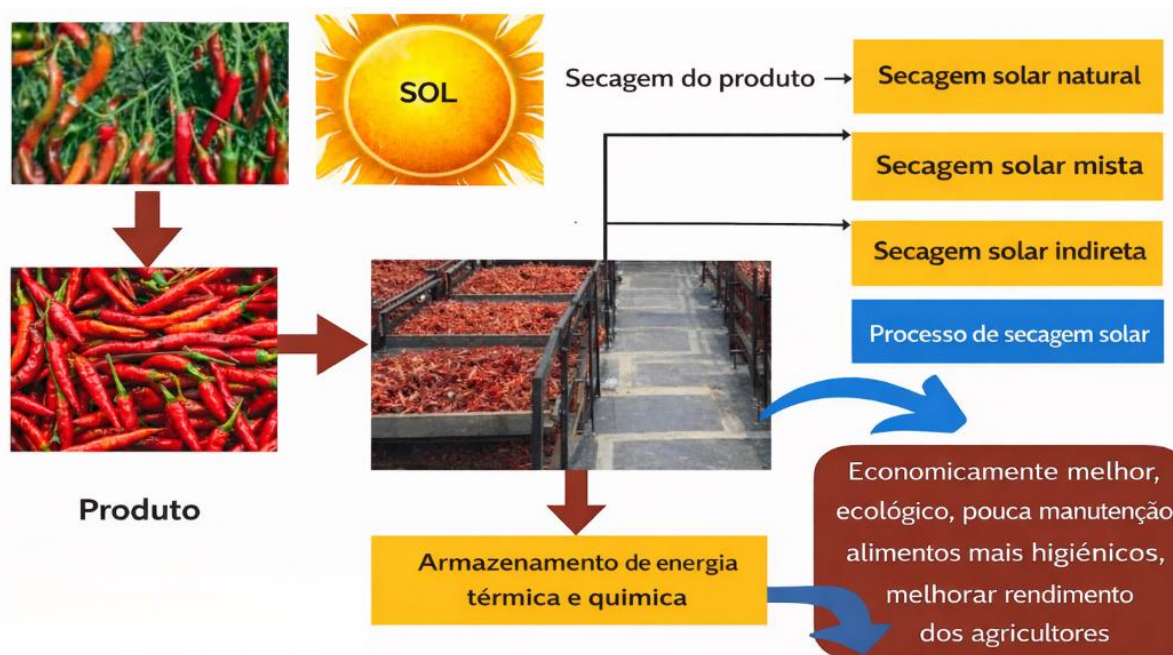 SOL
Secagem do produto
Secagem solar natural
Secagem solar mista
Secagem solar indireta
Processo de secagem solar
Produto
Armazenamento de energia
térmica e quimica
Economicamente melhor,
ecológico, pouca manutenção
alimentos mais higiénicos,
melhorar rendimento
dos agricultores